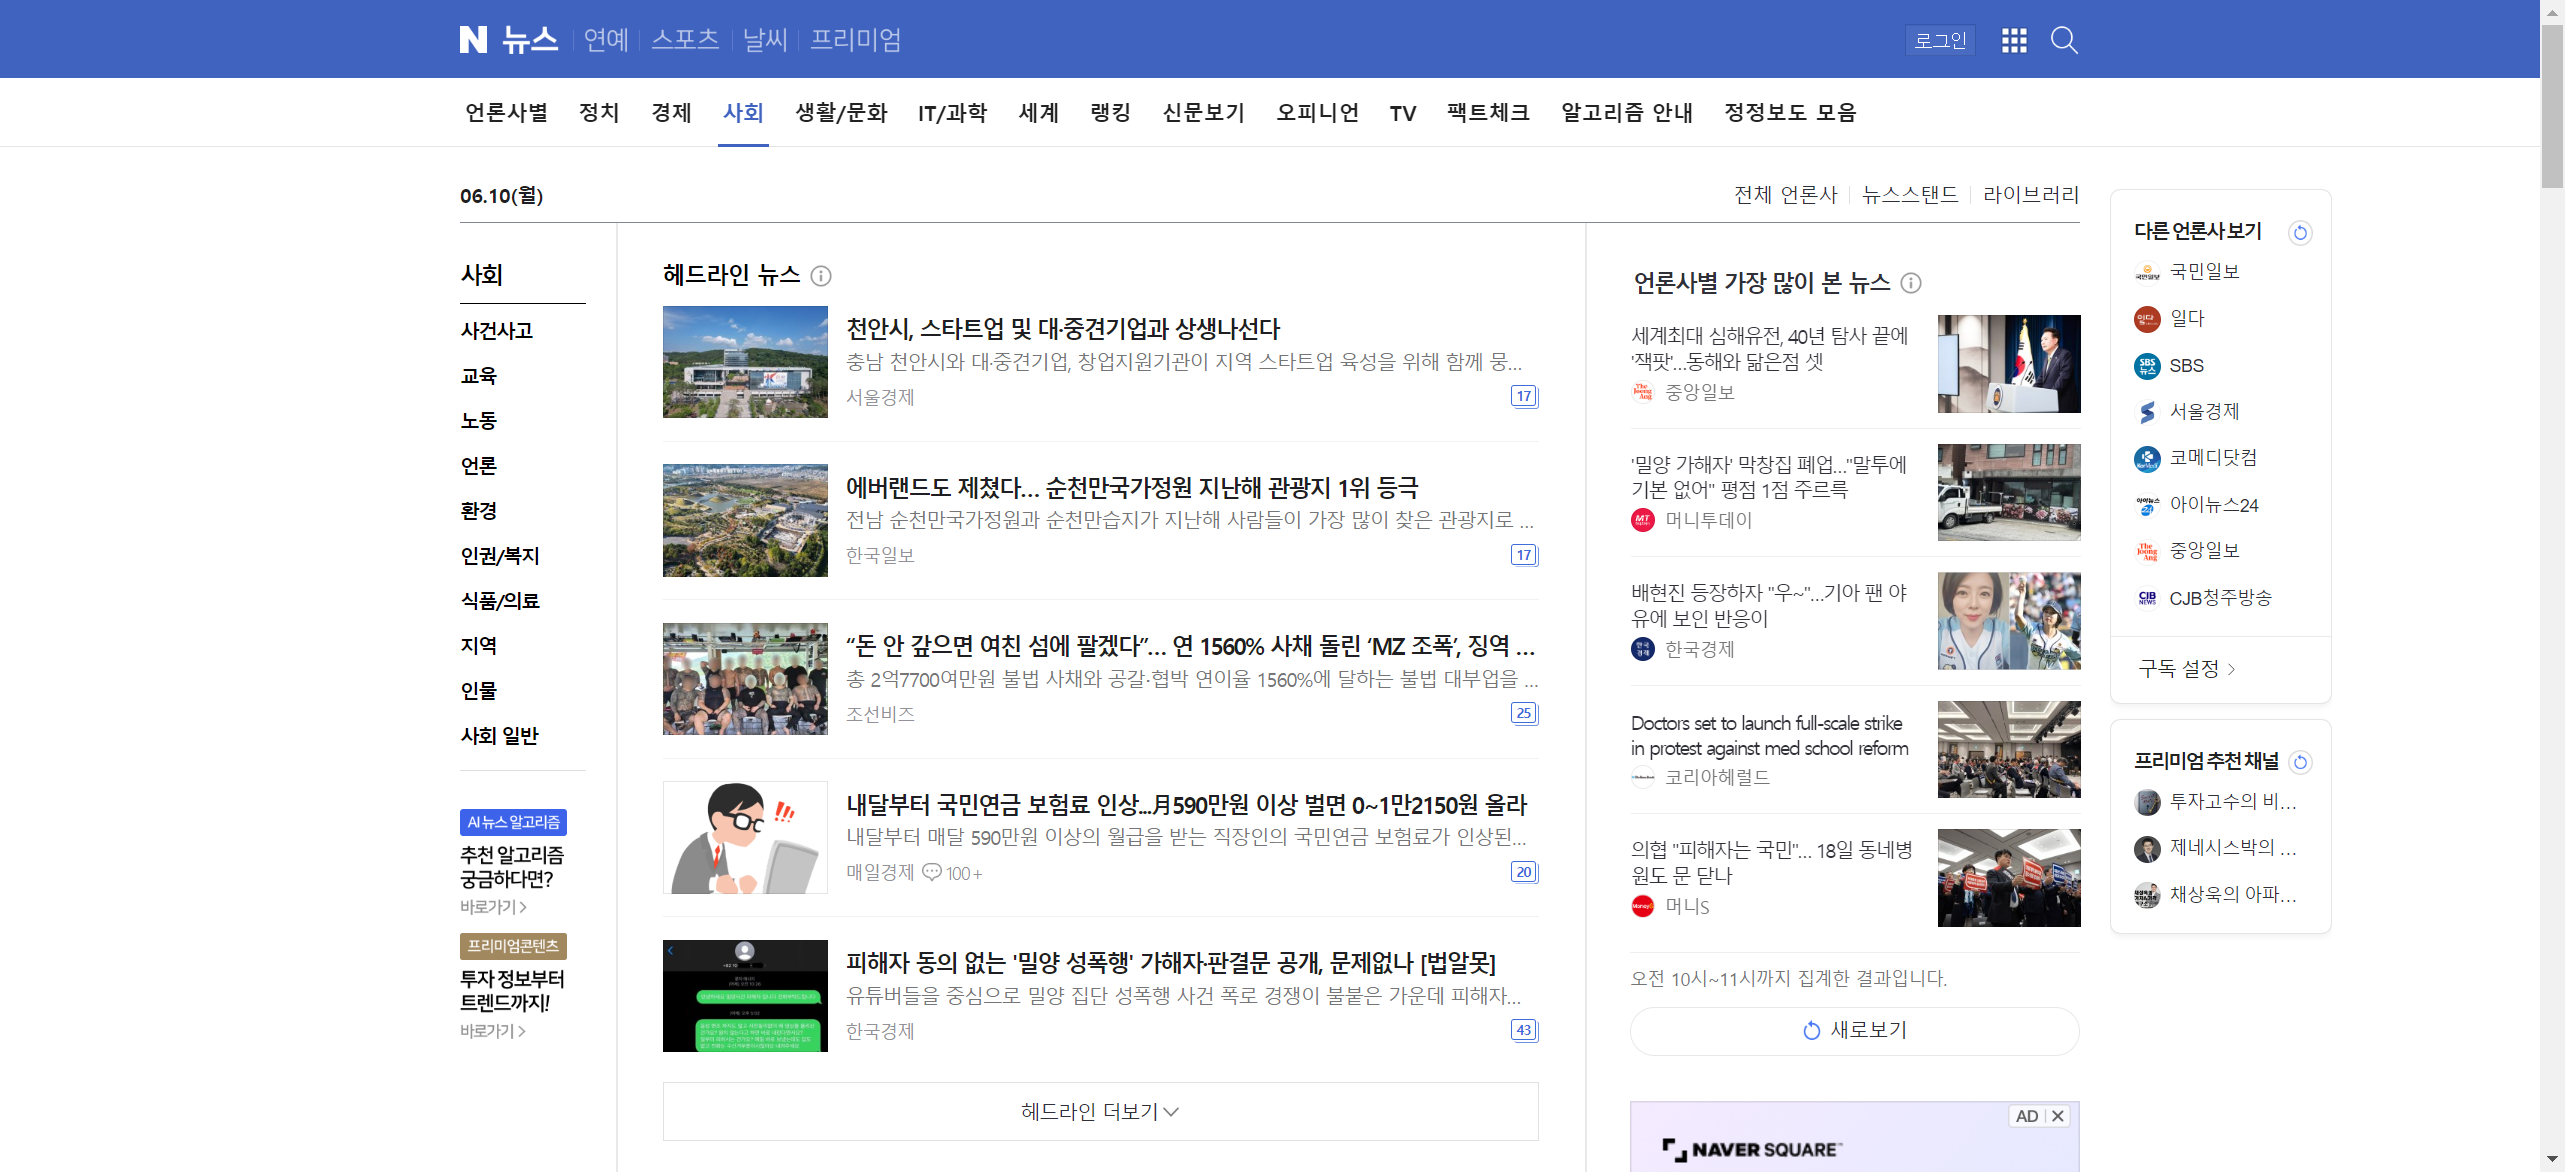 N 뉴스 연예 스포츠 날씨 프리미엄
로그인
언론사별 정치 경제 사회 생활/문화 IT/과학 세계 랭킹 신문보기 오피니언 TV 팩트체크 알고리즘 안내 정정보도 모음
06.10(월)
전체 언론사 뉴스스탠드 라이브러리
사회
사건사고
교육
노동
언론
환경
인권/복지
식품/의료
지역
인물
사회 일반
AI 뉴스 알고리즘
추천 알고리즘
궁금하다면?
바로가기 >
프리미엄콘텐츠
투자 정보부터
트렌드까지!
바로가기 >
헤드라인 뉴스
천안시, 스타트업 및 대·중견기업과 상생나선다
충남 천안시와 대·중견기업, 창업지원기관이 지역 스타트업 육성을 위해 함께 뭉...
서울경제
17
에버랜드도 제쳤다... 순천만국가정원 지난해 관광지 1위 등극
전남 순천만국가정원과 순천만습지가 지난해 사람들이 가장 많이 찾은 관광지로 ...
한국일보
17
“돈 안 갚으면 여친 섬에 팔겠다”… 연 1560% 사채 돌린 ‘MZ 조폭’, 징역 ...
총 2억7700여만원 불법 사채와 공갈·협박 연이율 1560%에 달하는 불법 대부업을 ...
조선비즈
25
내달부터 국민연금 보험료 인상...月590만원 이상 벌면 0~1만2150원 올라
내달부터 매달 590만원 이상의 월급을 받는 직장인의 국민연금 보험료가 인상된...
매일경제 100+
20
피해자 동의 없는 '밀양 성폭행' 가해자·판결문 공개, 문제없나 [법알못]
유튜버들을 중심으로 밀양 집단 성폭행 사건 폭로 경쟁이 불붙은 가운데 피해자...
한국경제
43
헤드라인 더보기
언론사별 가장 많이 본 뉴스
세계최대 심해유전, 40년 탐사 끝에
'잭팟'…동해와 닮은점 셋
The JoongAng 중앙일보
'밀양 가해자' 막창집 폐업…"말투에
기본 없어" 평점 1점 주르륵
MT 머니투데이
배현진 등장하자 "우~"…기아 팬 야
유에 보인 반응이
한국경제 한국경제
Doctors set to launch full-scale strike
in protest against med school reform
코리아헤럴드
의협 "피해자는 국민"… 18일 동네병
원도 문 닫나
MoneyS 머니S
오전 10시~11시까지 집계한 결과입니다.
새로보기
AD
NAVER SQUARE
다른 언론사 보기
국민일보 국민일보
일다 일다
SBS 뉴스 SBS
서울경제
KorMedi 코메디닷컴
아이뉴스24 아이뉴스24
The JoongAng 중앙일보
CJB NEWS CJB청주방송
구독 설정 >
프리미엄 추천 채널
투자고수의 비...
제네시스박의 ...
채상욱의 아파...